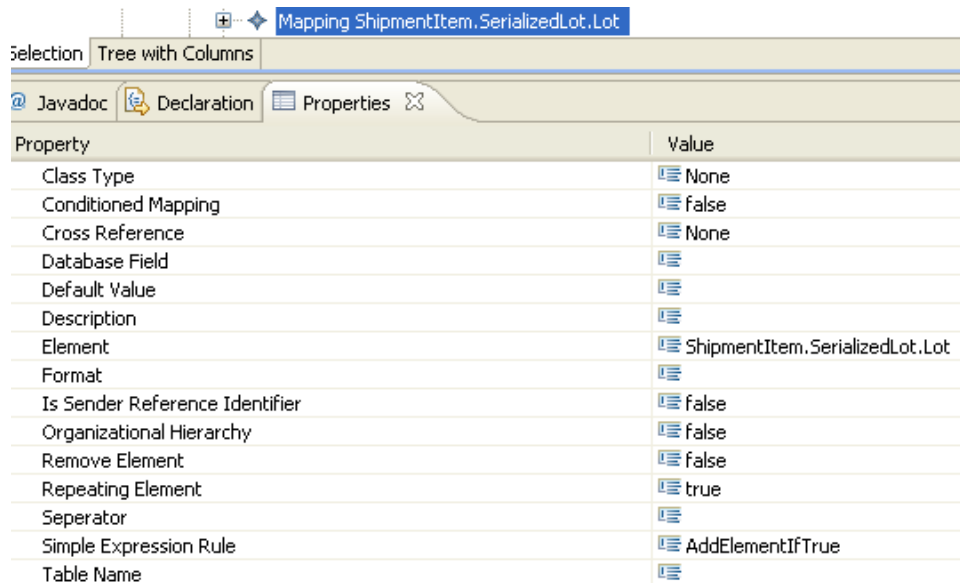 Mapping ShipmentItem.SerializedLot.Lot
Selection Tree with Columns
@ Javadoc Declaration Properties
Property Value
Class Type None
Conditioned Mapping false
Cross Reference None
Database Field
Default Value
Description
Element ShipmentItem.SerializedLot.Lot
Format
Is Sender Reference Identifier false
Organizational Hierarchy false
Remove Element false
Repeating Element true
Seperator
Simple Expression Rule AddElementIfTrue
Table Name